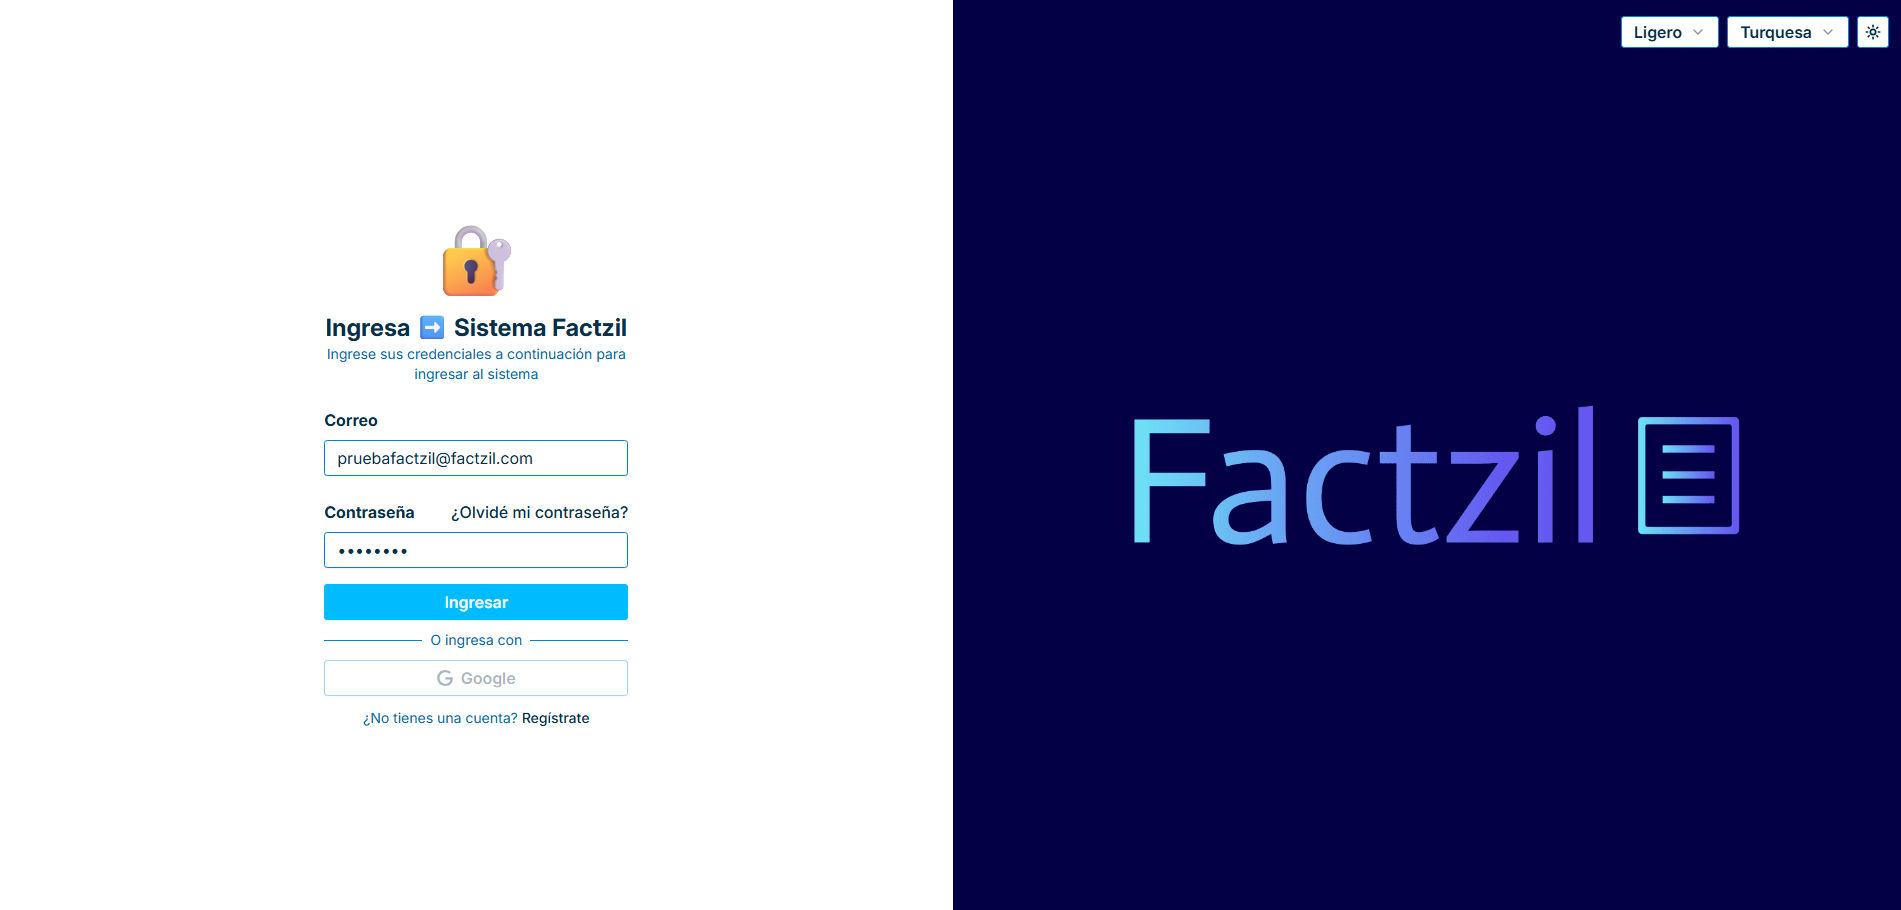 Ligero
Turquesa
Ingresa ➡️ Sistema Factzil
Ingrese sus credenciales a continuación para
ingresar al sistema
Correo
pruebafactzil@factzil.com
Contraseña
¿Olvidé mi contraseña?
••••••••
Ingresar
O ingresa con
Google
¿No tienes una cuenta? Regístrate
Factzil